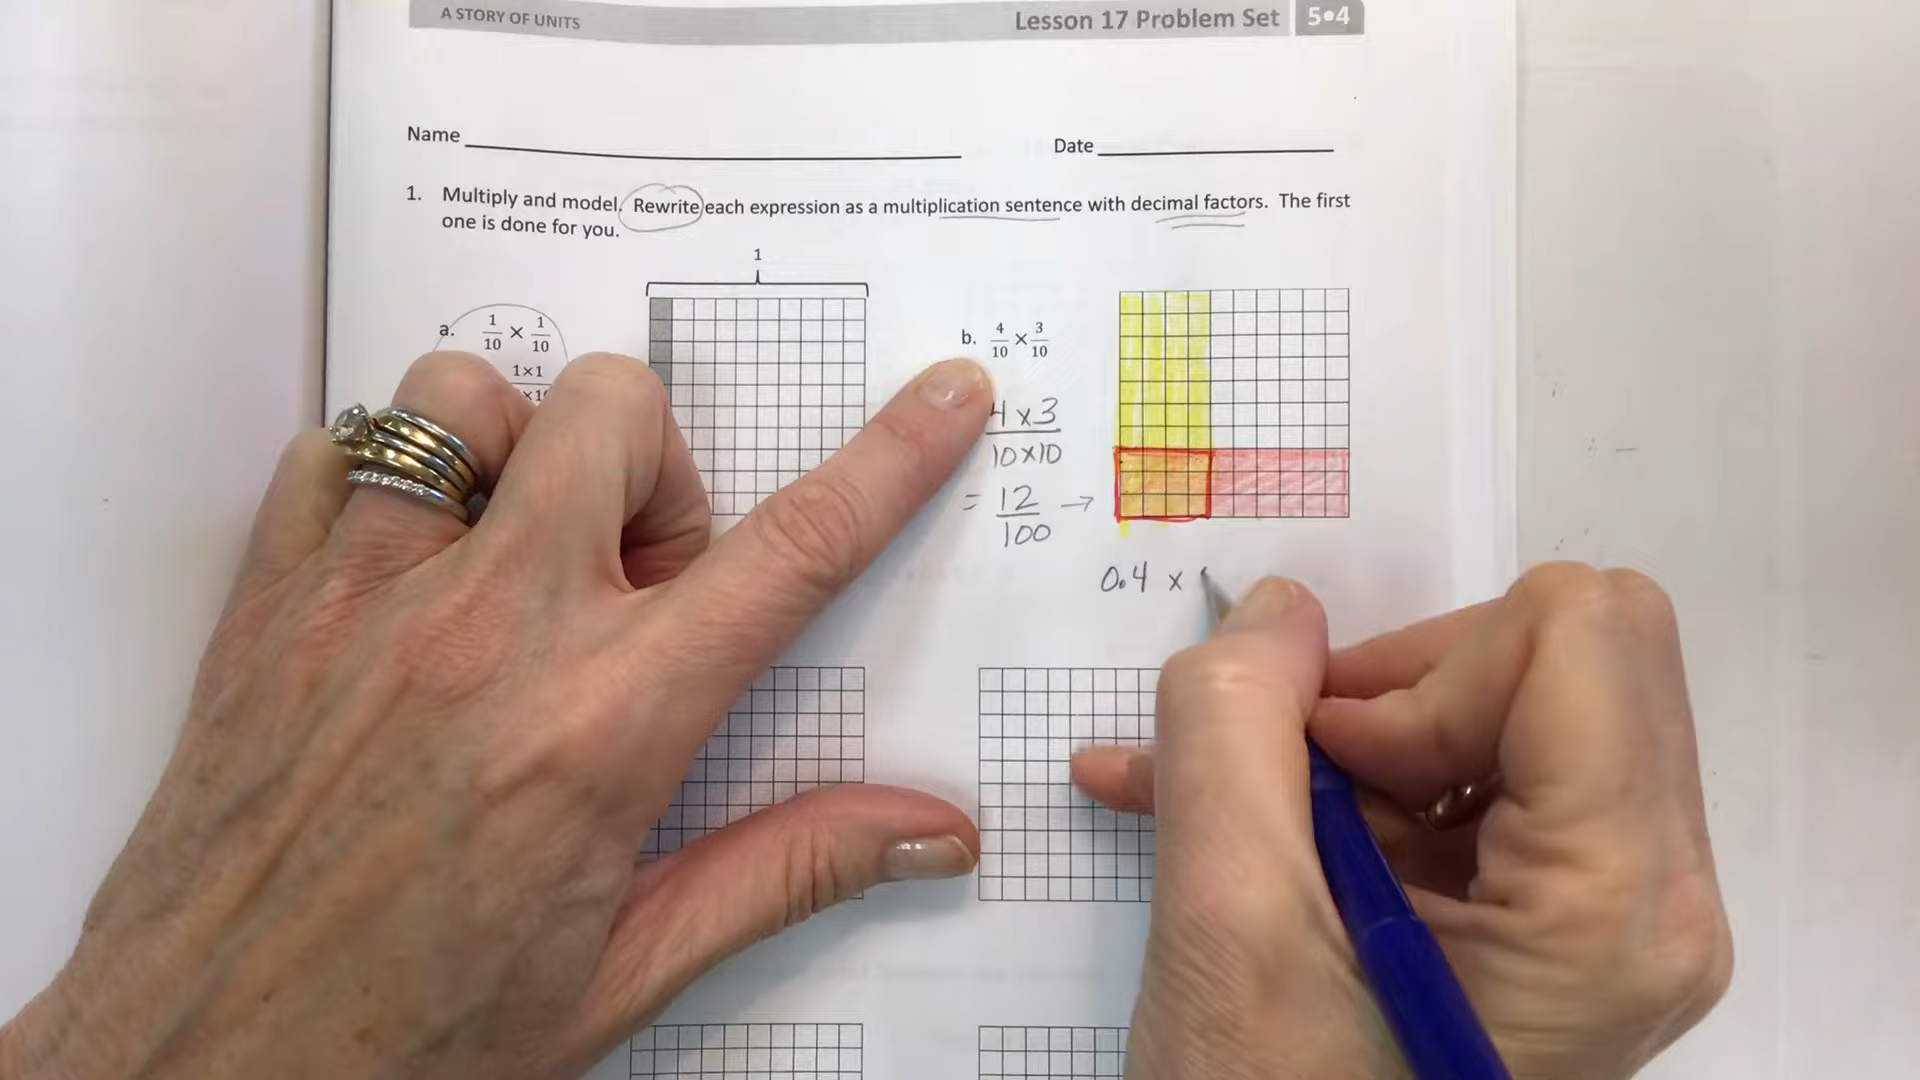 A STORY OF UNITS
Lesson 17 Problem Set 5•4
Name
Date
1. Multiply and model. Rewrite each expression as a multiplication sentence with decimal factors. The first
one is done for you.
1
a. 1/10 × 1/10
1×1
b. 4/10 × 3/10
4 x 3
10 x 10
= 12/100 →
0.4 x